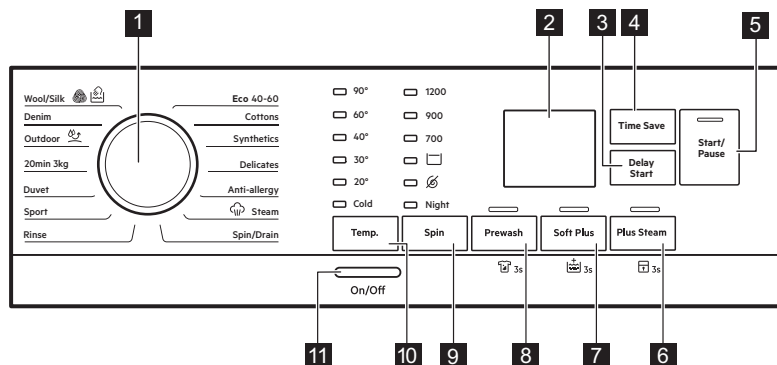 1
2
3
4
5
Wool/Silk
Denim
Outdoor
20min 3kg
Duvet
Sport
Rinse
Eco 40-60
Cottons
Synthetics
Delicates
Anti-allergy
Steam
Spin/Drain
90°
60°
40°
30°
20°
Cold
1200
900
700
Night
Time Save
Delay
Start
Start/
Pause
Temp.
Spin
Prewash
Soft Plus
Plus Steam
3s
3s
3s
On/Off
11
10
9
8
7
6